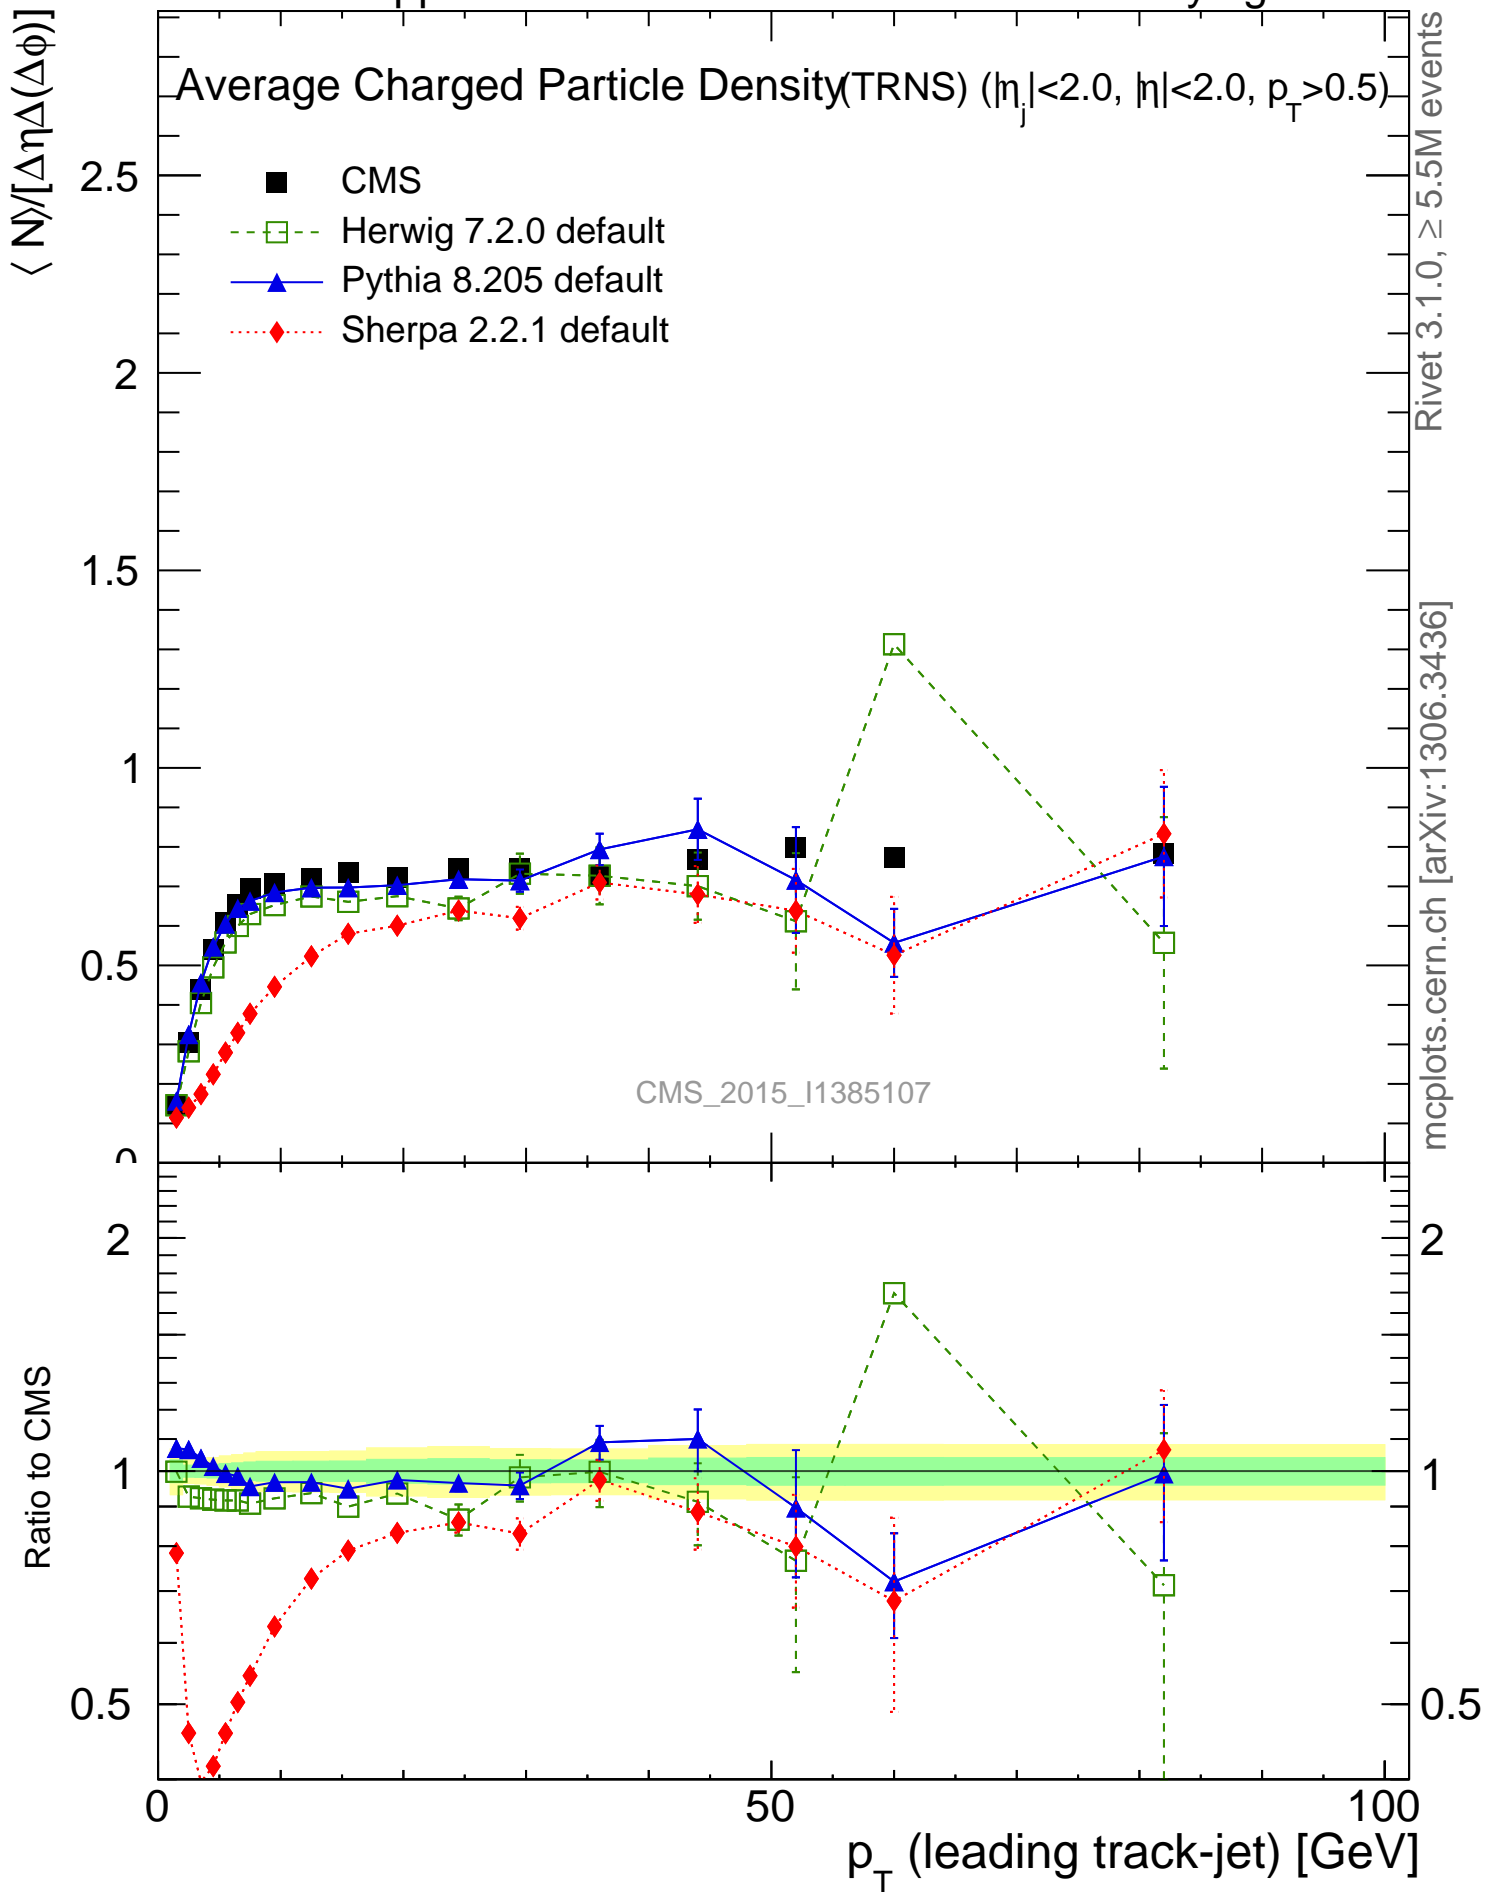 Average Charged Particle Density (TRNS) (|ηj|<2.0, |η|<2.0, pT>0.5)
⟨ N⟩/[ΔηΔ(Δϕ)]
CMS
Herwig 7.2.0 default
Pythia 8.205 default
Sherpa 2.2.1 default
2.5
2
1.5
1
0.5
0
CMS_2015_I1385107
Rivet 3.1.0, ≥ 5.5M events
mcplots.cern.ch [arXiv:1306.3436]
Ratio to CMS
2
1
0.5
2
1
0.5
0
50
100
pT (leading track-jet) [GeV]